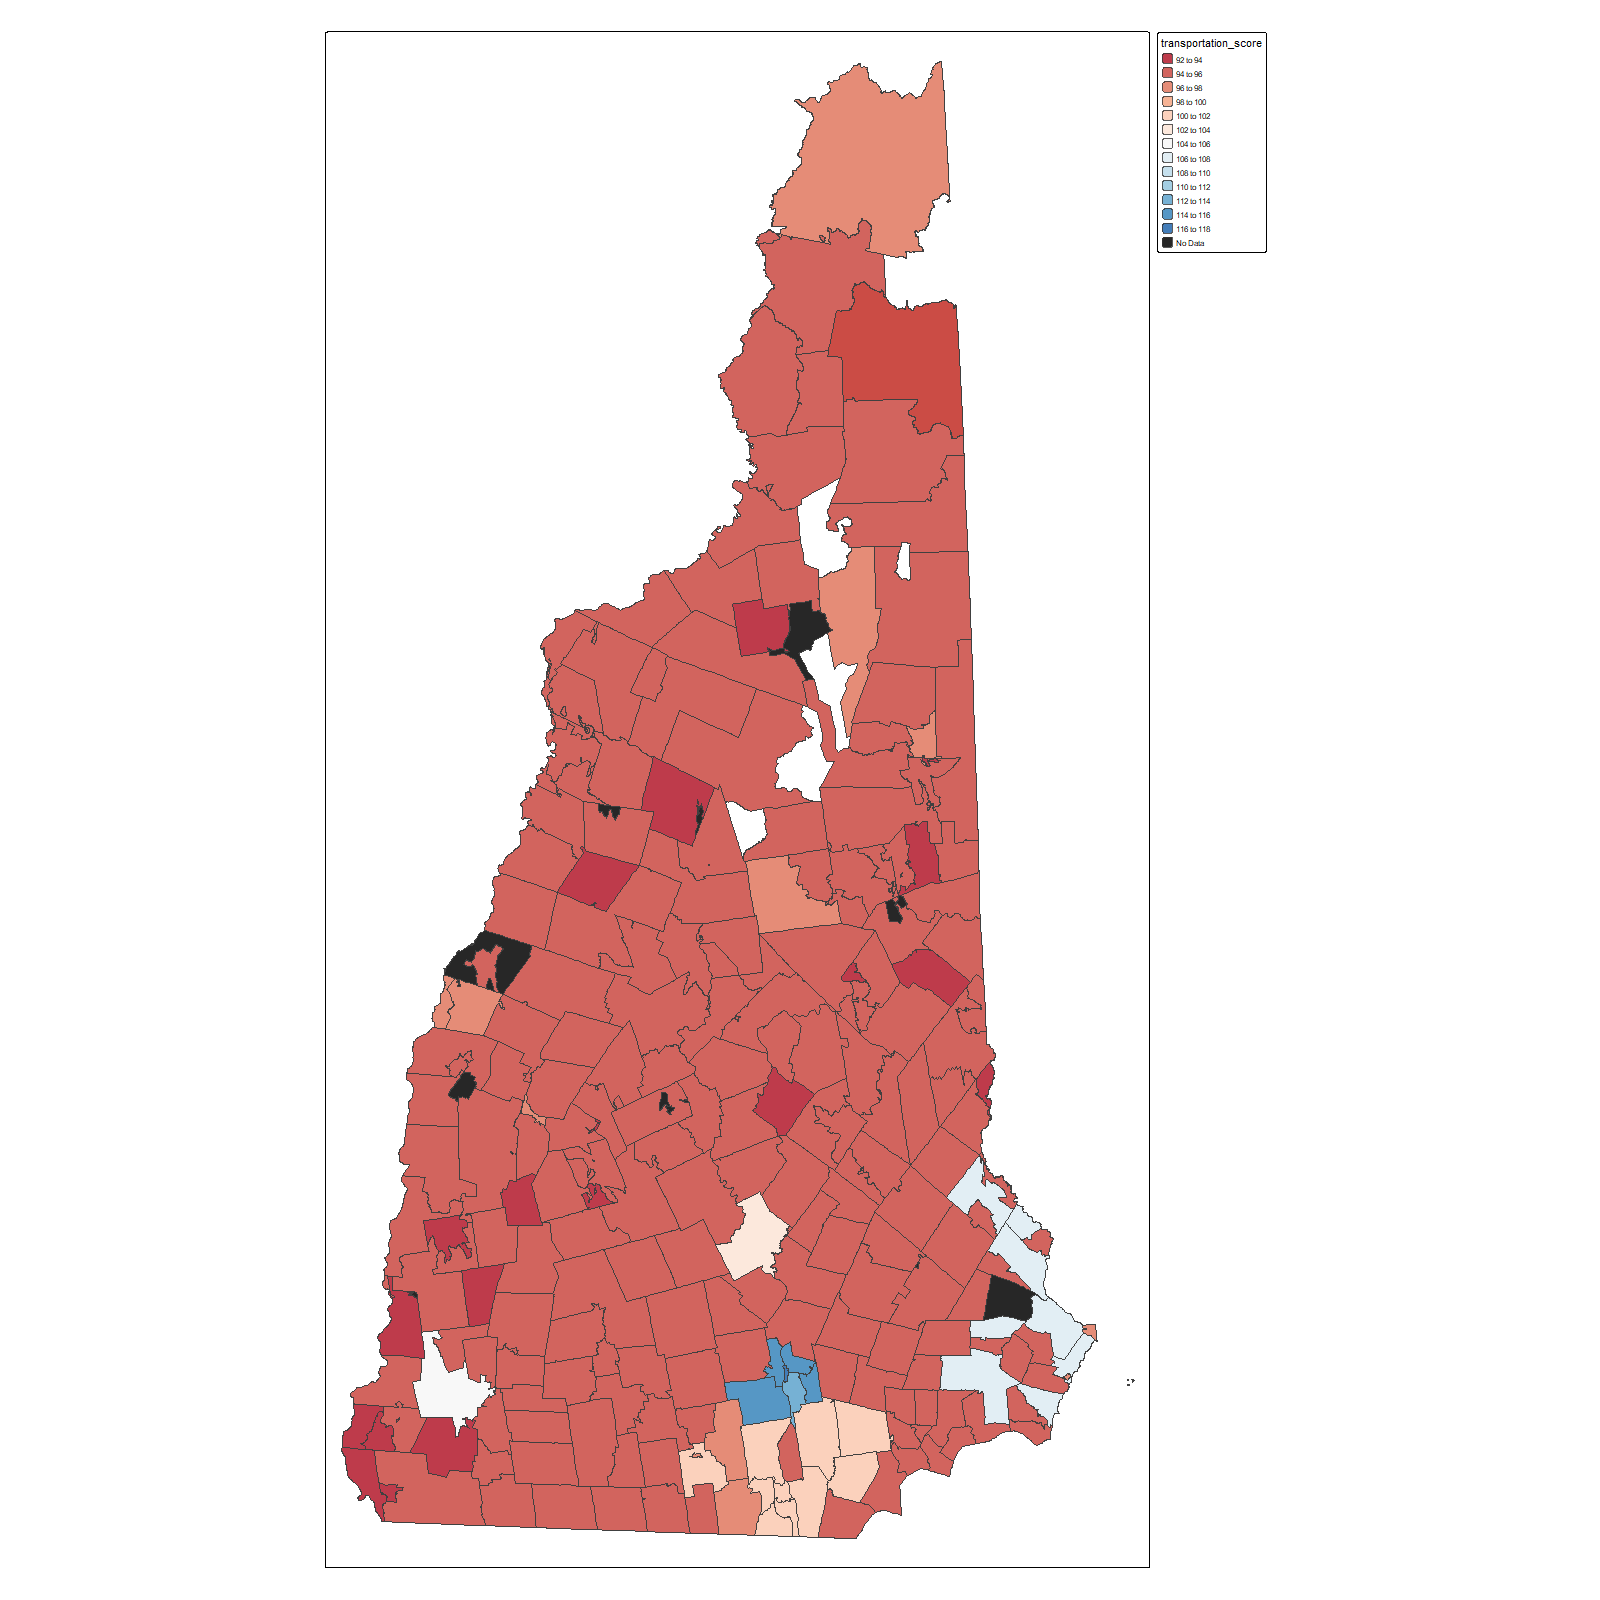 transportation_score
92 to 94
94 to 96
96 to 98
98 to 100
100 to 102
102 to 104
104 to 106
106 to 108
108 to 110
110 to 112
112 to 114
114 to 116
116 to 118
No Data